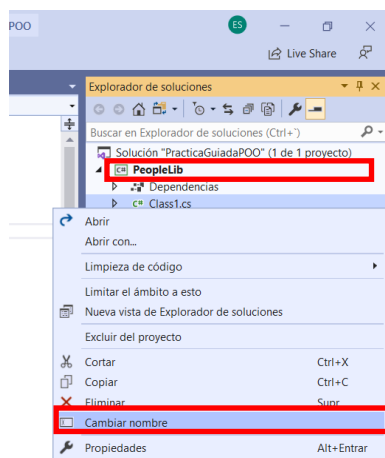 POO
ES
Live Share
Explorador de soluciones
Buscar en Explorador de soluciones (Ctrl+´)
Solución "PracticaGuiadaPOO" (1 de 1 proyecto)
C# PeopleLib
Dependencias
C# Class1.cs
Abrir
Abrir con...
Limpieza de código
Limitar el ámbito a esto
Nueva vista de Explorador de soluciones
Excluir del proyecto
Cortar Ctrl+X
Copiar Ctrl+C
Eliminar Supr
Cambiar nombre
Propiedades Alt+Entrar